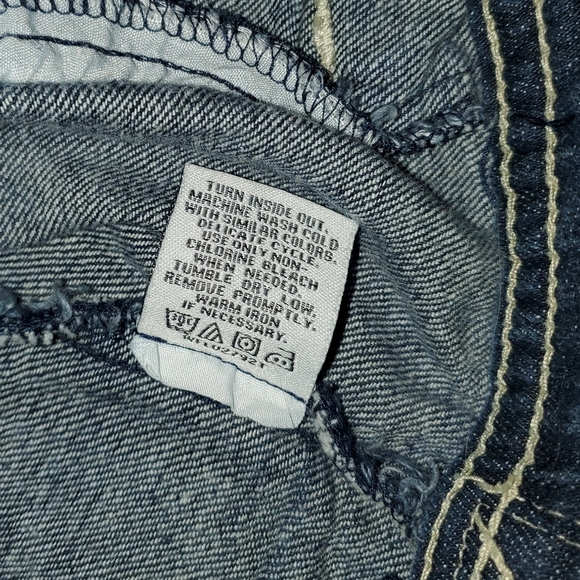 TURN INSIDE OUT.
MACHINE WASH COLD
WITH SIMILAR COLORS.
DELICATE CYCLE.
USE ONLY NON-
CHLORINE BLEACH
WHEN NEEDED.
TUMBLE DRY LOW.
REMOVE PROMPTLY.
WARM IRON
IF NECESSARY.